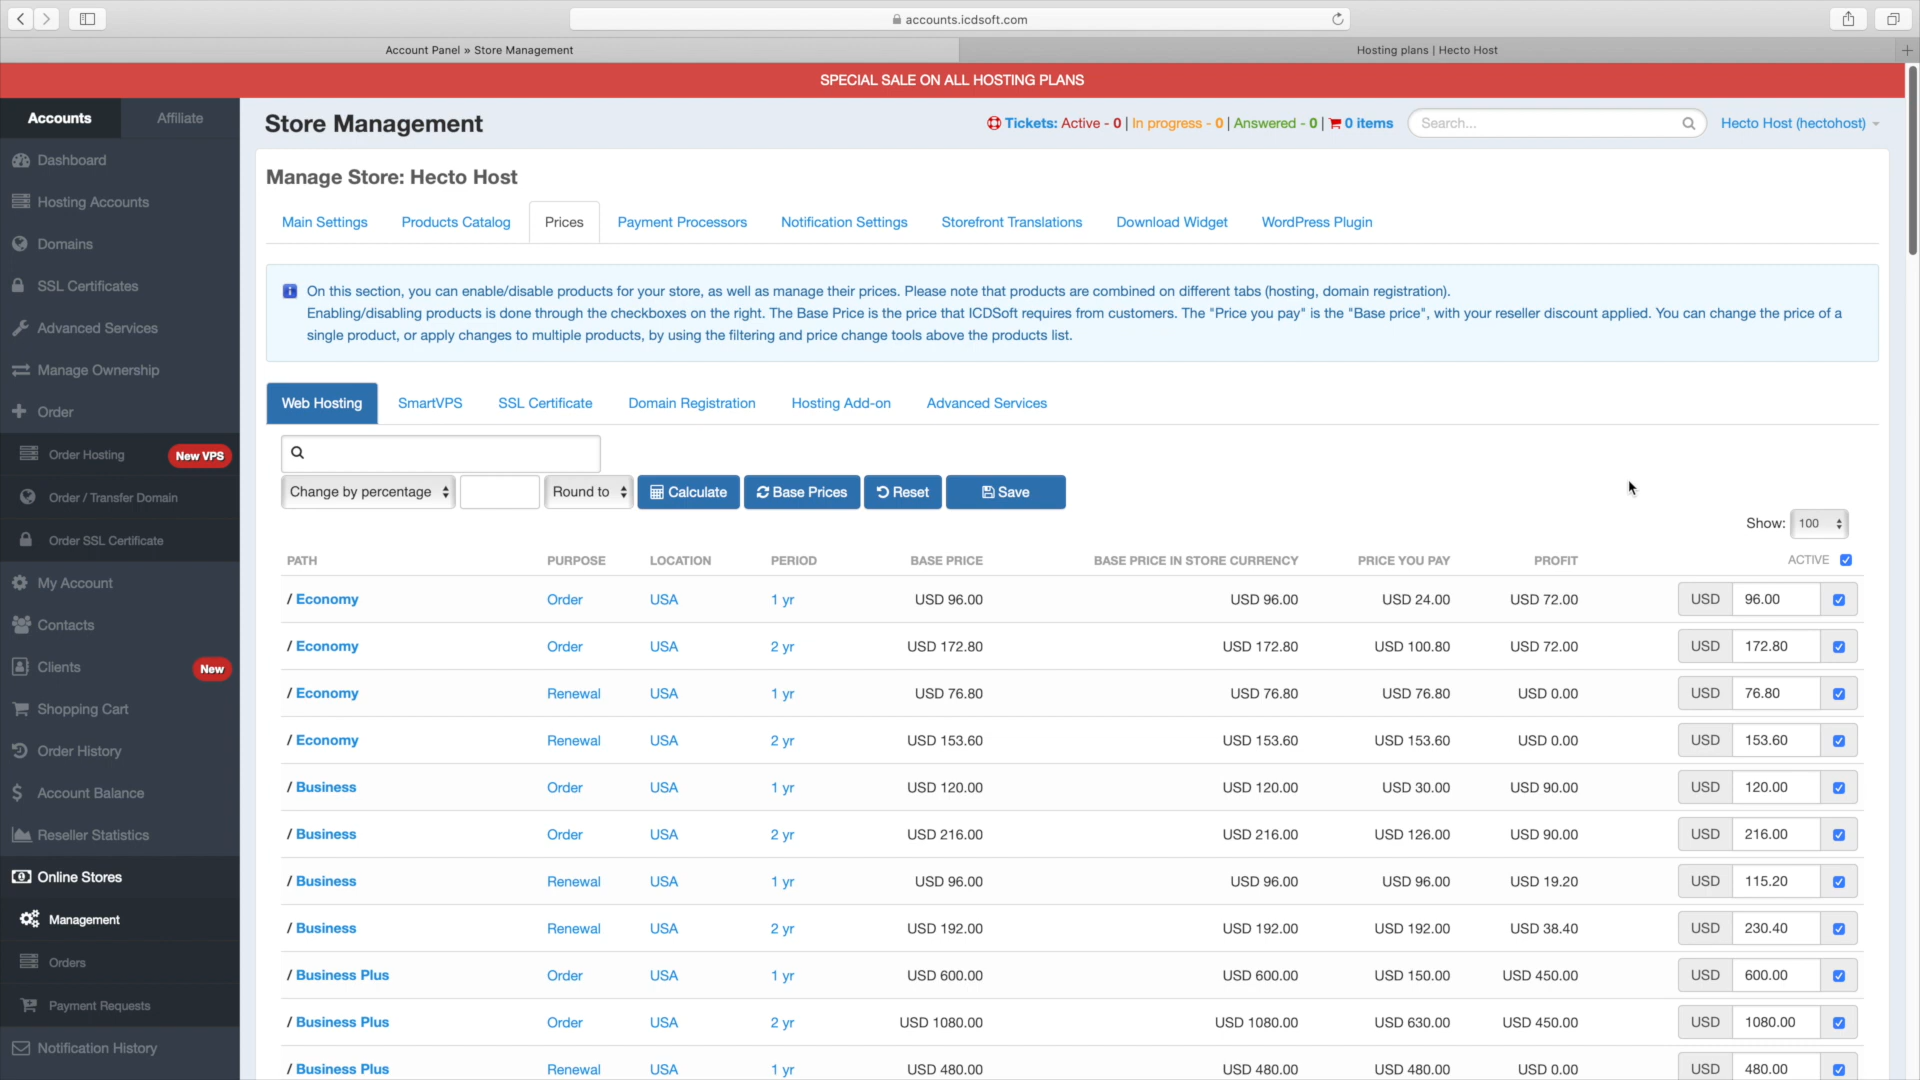 accounts.icdsoft.com
Account Panel » Store Management
Hosting plans | Hecto Host
SPECIAL SALE ON ALL HOSTING PLANS
Accounts
Affiliate
Dashboard
Hosting Accounts
Domains
SSL Certificates
Advanced Services
Manage Ownership
Order
Order Hosting New VPS
Order / Transfer Domain
Order SSL Certificate
My Account
Contacts
Clients New
Shopping Cart
Order History
Account Balance
Reseller Statistics
Online Stores
Management
Orders
Payment Requests
Notification History
Store Management
Tickets: Active - 0 | In progress - 0 | Answered - 0 | 0 items
Search...
Hecto Host (hectohost)
Manage Store: Hecto Host
Main Settings Products Catalog Prices Payment Processors Notification Settings Storefront Translations Download Widget WordPress Plugin
On this section, you can enable/disable products for your store, as well as manage their prices. Please note that products are combined on different tabs (hosting, domain registration).
Enabling/disabling products is done through the checkboxes on the right. The Base Price is the price that ICDSoft requires from customers. The "Price you pay" is the "Base price", with your reseller discount applied. You can change the price of a
single product, or apply changes to multiple products, by using the filtering and price change tools above the products list.
Web Hosting SmartVPS SSL Certificate Domain Registration Hosting Add-on Advanced Services
Change by percentage Round to Calculate Base Prices Reset Save
Show: 100
PATH PURPOSE LOCATION PERIOD BASE PRICE BASE PRICE IN STORE CURRENCY PRICE YOU PAY PROFIT ACTIVE
/ Economy Order USA 1 yr USD 96.00 USD 96.00 USD 24.00 USD 72.00 USD 96.00
/ Economy Order USA 2 yr USD 172.80 USD 172.80 USD 100.80 USD 72.00 USD 172.80
/ Economy Renewal USA 1 yr USD 76.80 USD 76.80 USD 76.80 USD 0.00 USD 76.80
/ Economy Renewal USA 2 yr USD 153.60 USD 153.60 USD 153.60 USD 0.00 USD 153.60
/ Business Order USA 1 yr USD 120.00 USD 120.00 USD 30.00 USD 90.00 USD 120.00
/ Business Order USA 2 yr USD 216.00 USD 216.00 USD 126.00 USD 90.00 USD 216.00
/ Business Renewal USA 1 yr USD 96.00 USD 96.00 USD 96.00 USD 19.20 USD 115.20
/ Business Renewal USA 2 yr USD 192.00 USD 192.00 USD 192.00 USD 38.40 USD 230.40
/ Business Plus Order USA 1 yr USD 600.00 USD 600.00 USD 150.00 USD 450.00 USD 600.00
/ Business Plus Order USA 2 yr USD 1080.00 USD 1080.00 USD 630.00 USD 450.00 USD 1080.00
/ Business Plus Renewal USA 1 yr USD 480.00 USD 480.00 USD 480.00 USD 0.00 USD 480.00